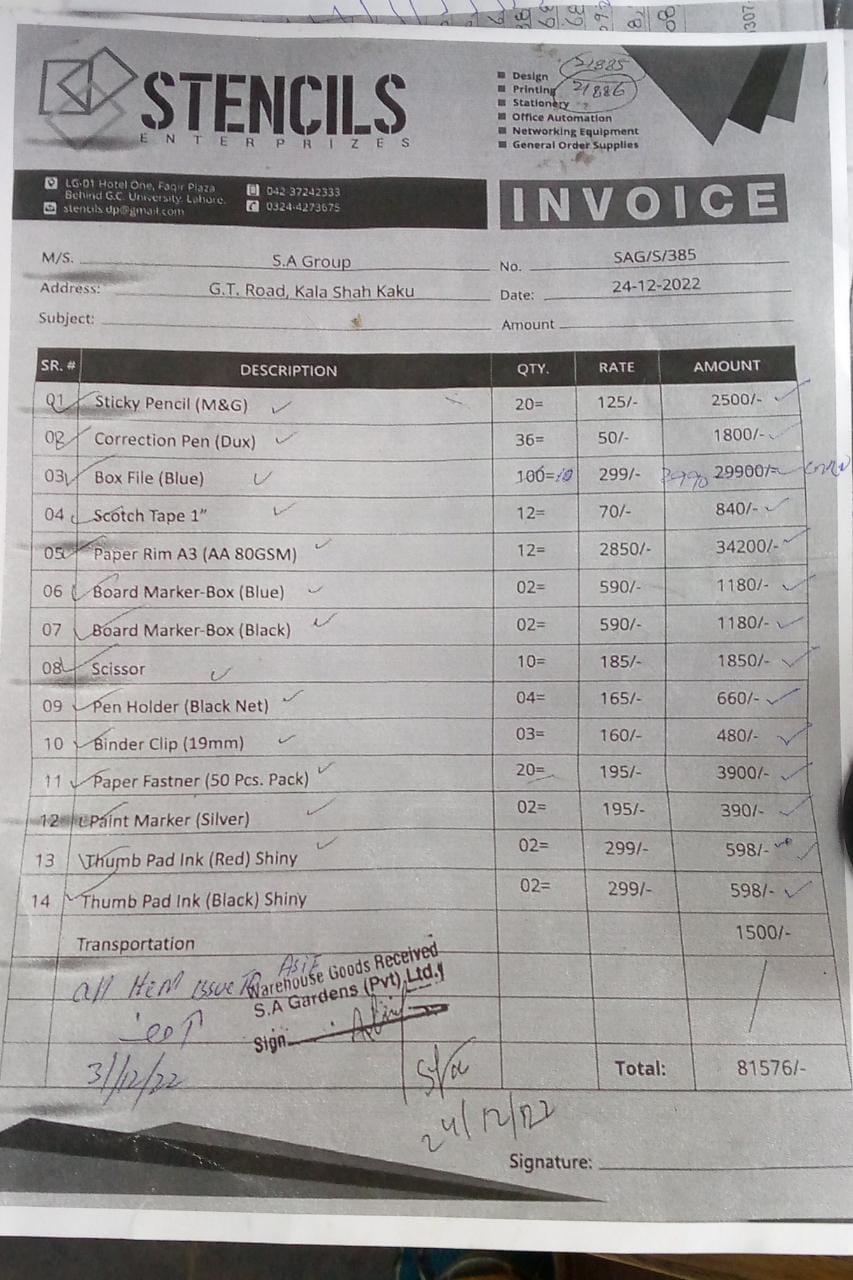 STENCILS
ENTERPRIZES
Design
Printing
Stationery
Office Automation
Networking Equipment
General Order Supplies
21885
21886
LG-01 Hotel One, Faqir Plaza
Behind G.C. University, Lahore.
stencils.dp@gmail.com
042-37242333
0324-4273675
INVOICE
M/S. S.A Group
No. SAG/S/385
Address: G.T. Road, Kala Shah Kaku
Date: 24-12-2022
Subject:
Amount
SR. # DESCRIPTION QTY. RATE AMOUNT
01 Sticky Pencil (M&G) 20= 125/- 2500/-
02 Correction Pen (Dux) 36= 50/- 1800/-
03 Box File (Blue) 100= 10 299/- 2990 29900/-
04 Scotch Tape 1” 12= 70/- 840/-
05 Paper Rim A3 (AA 80GSM) 12= 2850/- 34200/-
06 Board Marker-Box (Blue) 02= 590/- 1180/-
07 Board Marker-Box (Black) 02= 590/- 1180/-
08 Scissor 10= 185/- 1850/-
09 Pen Holder (Black Net) 04= 165/- 660/-
10 Binder Clip (19mm) 03= 160/- 480/-
11 Paper Fastner (50 Pcs. Pack) 20= 195/- 3900/-
12 Paint Marker (Silver) 02= 195/- 390/-
13 Thumb Pad Ink (Red) Shiny 02= 299/- 598/-
14 Thumb Pad Ink (Black) Shiny 02= 299/- 598/-
Transportation 1500/-
all Item issue To Asif
Warehouse Goods Received
S.A Gardens (Pvt) Ltd.
Sign
31/12/22
Total: 81576/-
24/12/22
Signature:
307